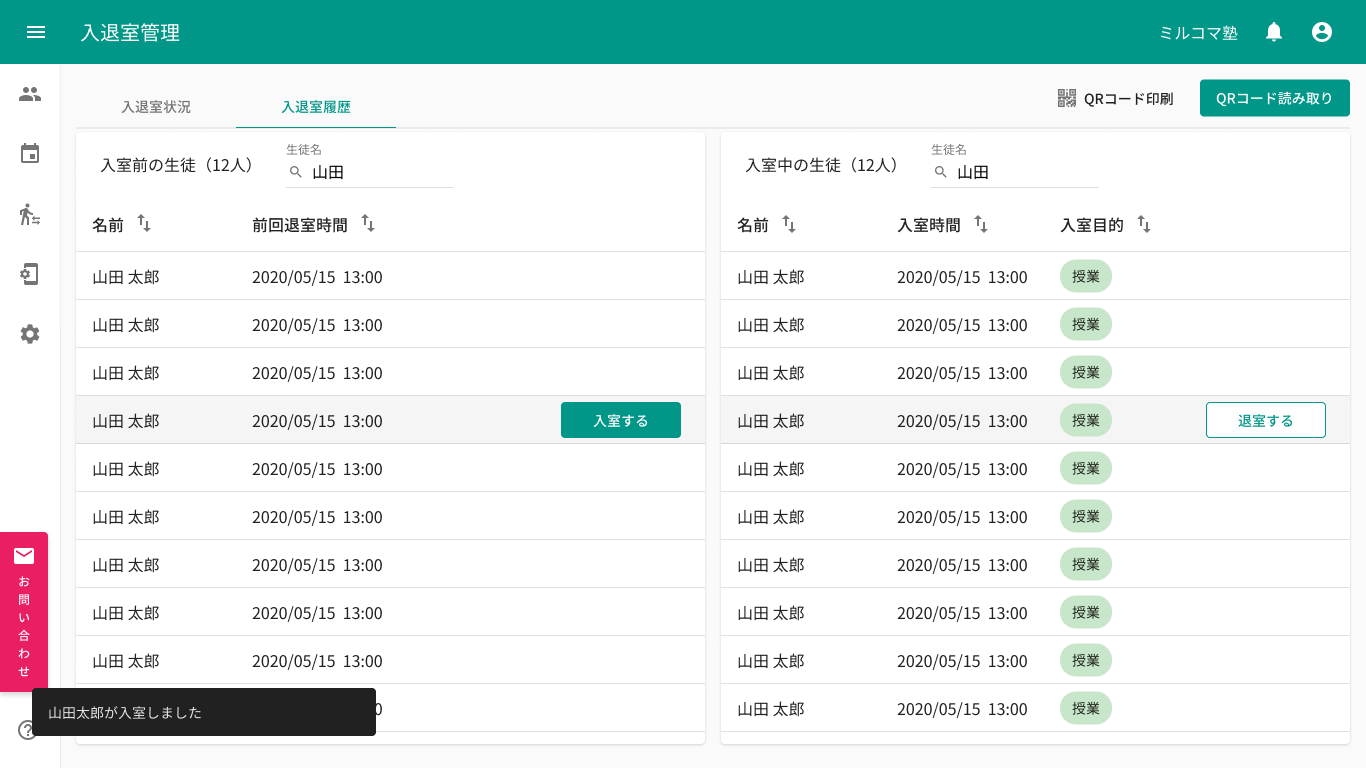 入退室管理
ミルコマ塾
入退室状況
入退室履歴
QRコード印刷
QRコード読み取り
入室前の生徒（12人）
生徒名
山田
名前
前回退室時間
山田 太郎 2020/05/15 13:00
山田 太郎 2020/05/15 13:00
山田 太郎 2020/05/15 13:00
山田 太郎 2020/05/15 13:00 入室する
山田 太郎 2020/05/15 13:00
山田 太郎 2020/05/15 13:00
山田 太郎 2020/05/15 13:00
山田 太郎 2020/05/15 13:00
山田 太郎 2020/05/15 13:00
0
入室中の生徒（12人）
生徒名
山田
名前
入室時間
入室目的
山田 太郎 2020/05/15 13:00 授業
山田 太郎 2020/05/15 13:00 授業
山田 太郎 2020/05/15 13:00 授業
山田 太郎 2020/05/15 13:00 授業 退室する
山田 太郎 2020/05/15 13:00 授業
山田 太郎 2020/05/15 13:00 授業
山田 太郎 2020/05/15 13:00 授業
山田 太郎 2020/05/15 13:00 授業
山田 太郎 2020/05/15 13:00 授業
山田 太郎 2020/05/15 13:00 授業
お問い合わせ
山田太郎が入室しました